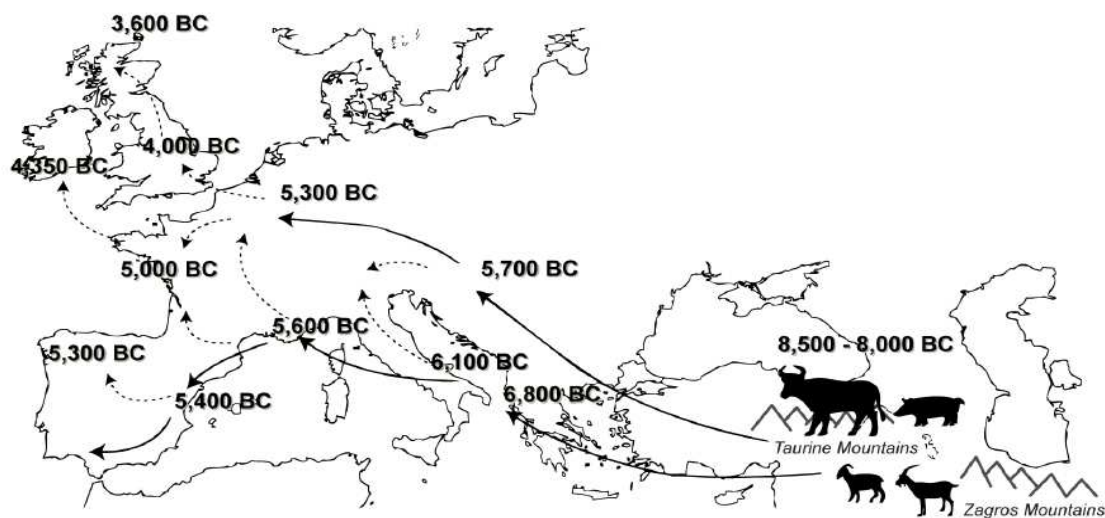 3,600 BC
4,000 BC
4,350 BC
5,300 BC
5,000 BC
5,700 BC
5,600 BC
8,500 - 8,000 BC
5,300 BC
6,100 BC
6,800 BC
5,400 BC
Taurine Mountains
Zagros Mountains